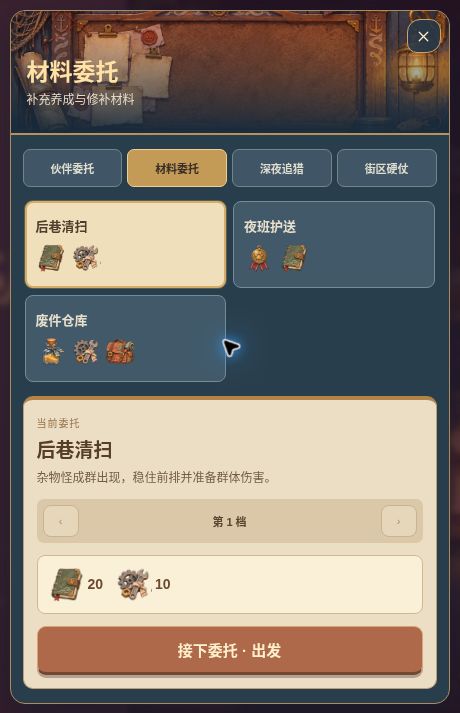 材料委托
补充养成与修补材料
伙伴委托
材料委托
深夜追猎
街区硬仗
后巷清扫
夜班护送
废件仓库
当前委托
后巷清扫
杂物怪成群出现，稳住前排并准备群体伤害。
‹ 第 1 档 ›
20 10
接下委托 · 出发